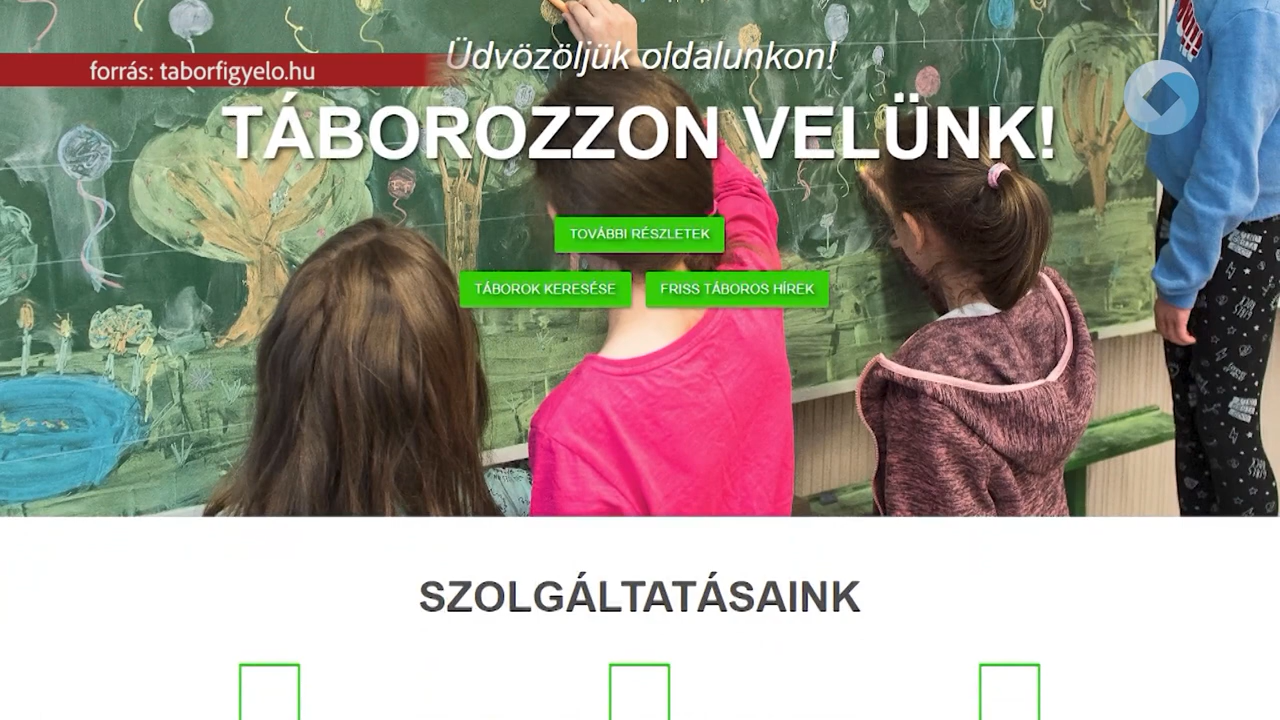 Üdvözöljük oldalunkon!
forrás: taborfigyelo.hu
TÁBOROZZON VELÜNK!
TOVÁBBI RÉSZLETEK
TÁBOROK KERESÉSE
FRISS TÁBOROS HÍREK
SZOLGÁLTATÁSAINK